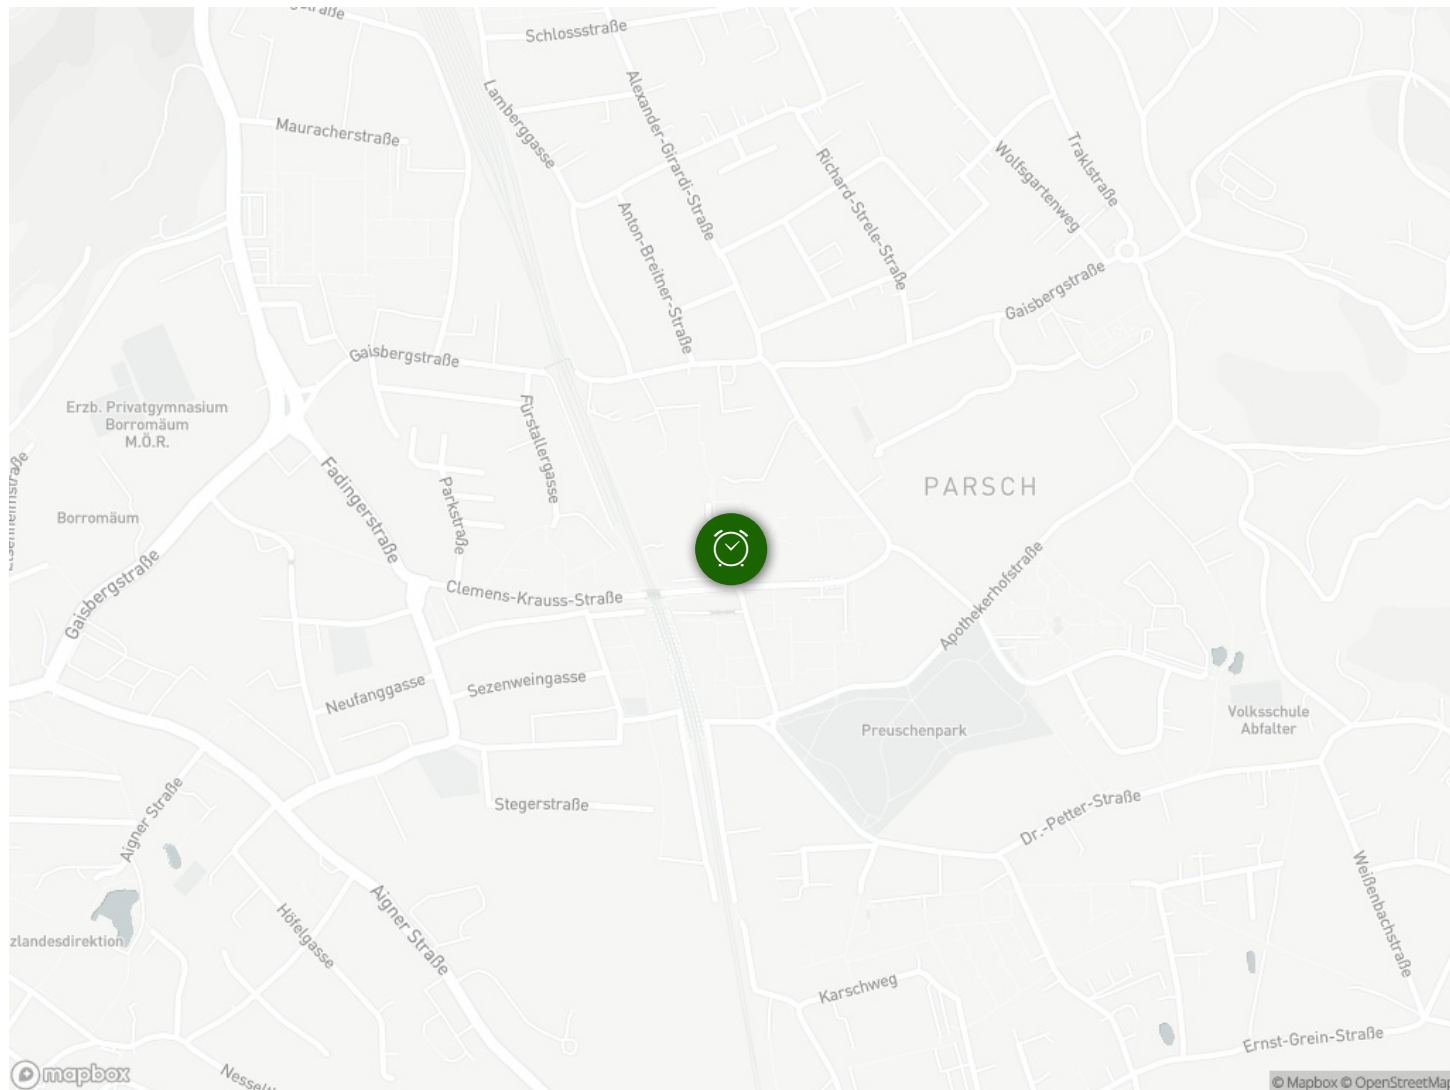 Schlossstraße
Lamberggasse
Alexander-Girardi-Straße
Mauracherstraße
Richard-Strele-Straße
Wolfsgartenweg
Traklstraße
Anton-Breitner-Straße
Gaisbergstraße
Gaisbergstraße
Erzb. Privatgymnasium
Borromäum
M.Ö.R.
Fürstallergasse
Fadingerstraße
Parkstraße
PARSCH
Borromäum
Gaisbergstraße
Clemens-Krauss-Straße
Apothekerhofstraße
Neufanggasse
Sezenweingasse
Preuschenpark
Volksschule
Abfalter
Stegerstraße
Aigner Straße
Dr.-Petter-Straße
Weißenbachstraße
Höfelgasse
Aigner Straße
zlandesdirektion
Karschweg
Ernst-Grein-Straße
mapbox
© Mapbox © OpenStreetMap